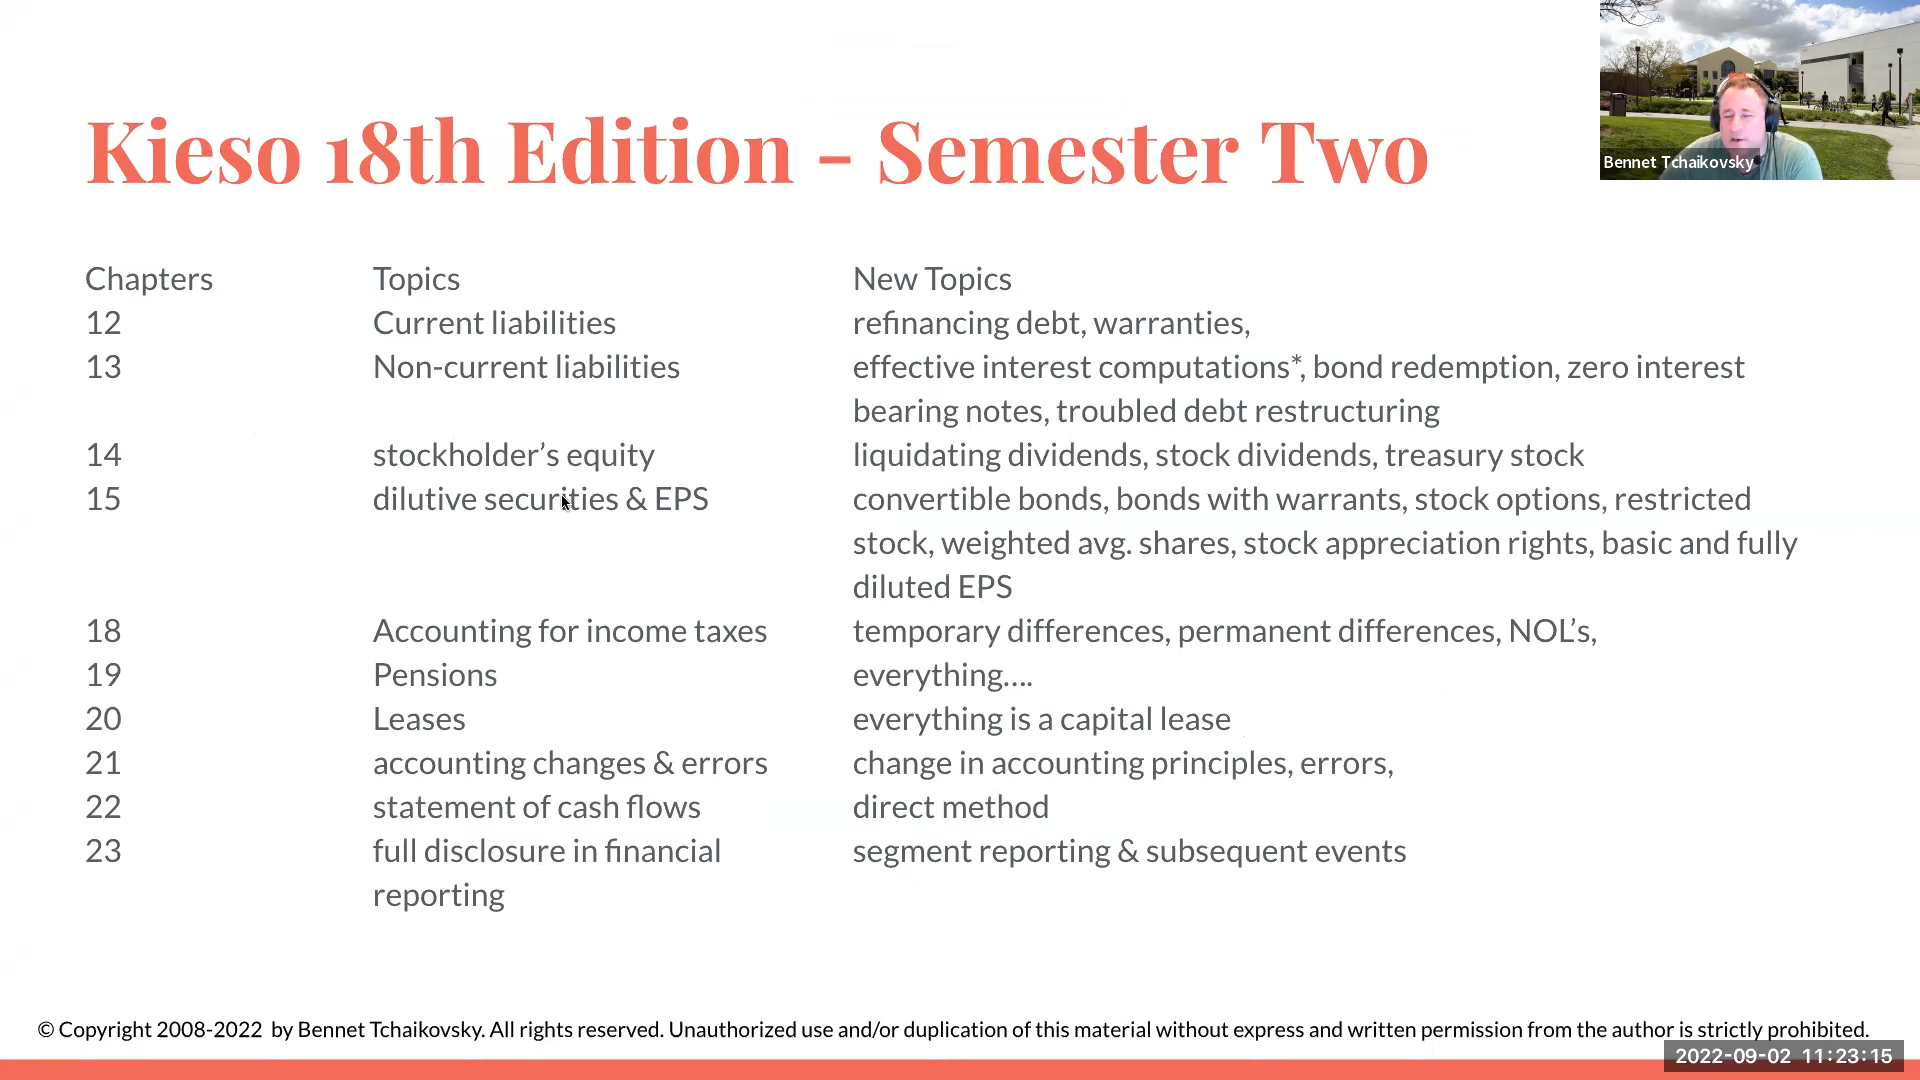 Kieso 18th Edition - Semester Two
Bennet Tchaikovsky
Chapters Topics New Topics
12 Current liabilities refinancing debt, warranties,
13 Non-current liabilities effective interest computations*, bond redemption, zero interest
bearing notes, troubled debt restructuring
14 stockholder’s equity liquidating dividends, stock dividends, treasury stock
15 dilutive securities & EPS convertible bonds, bonds with warrants, stock options, restricted
stock, weighted avg. shares, stock appreciation rights, basic and fully
diluted EPS
18 Accounting for income taxes temporary differences, permanent differences, NOL’s,
19 Pensions everything….
20 Leases everything is a capital lease
21 accounting changes & errors change in accounting principles, errors,
22 statement of cash flows direct method
23 full disclosure in financial segment reporting & subsequent events
reporting
© Copyright 2008-2022 by Bennet Tchaikovsky. All rights reserved. Unauthorized use and/or duplication of this material without express and written permission from the author is strictly prohibited.
2022-09-02 11:23:15